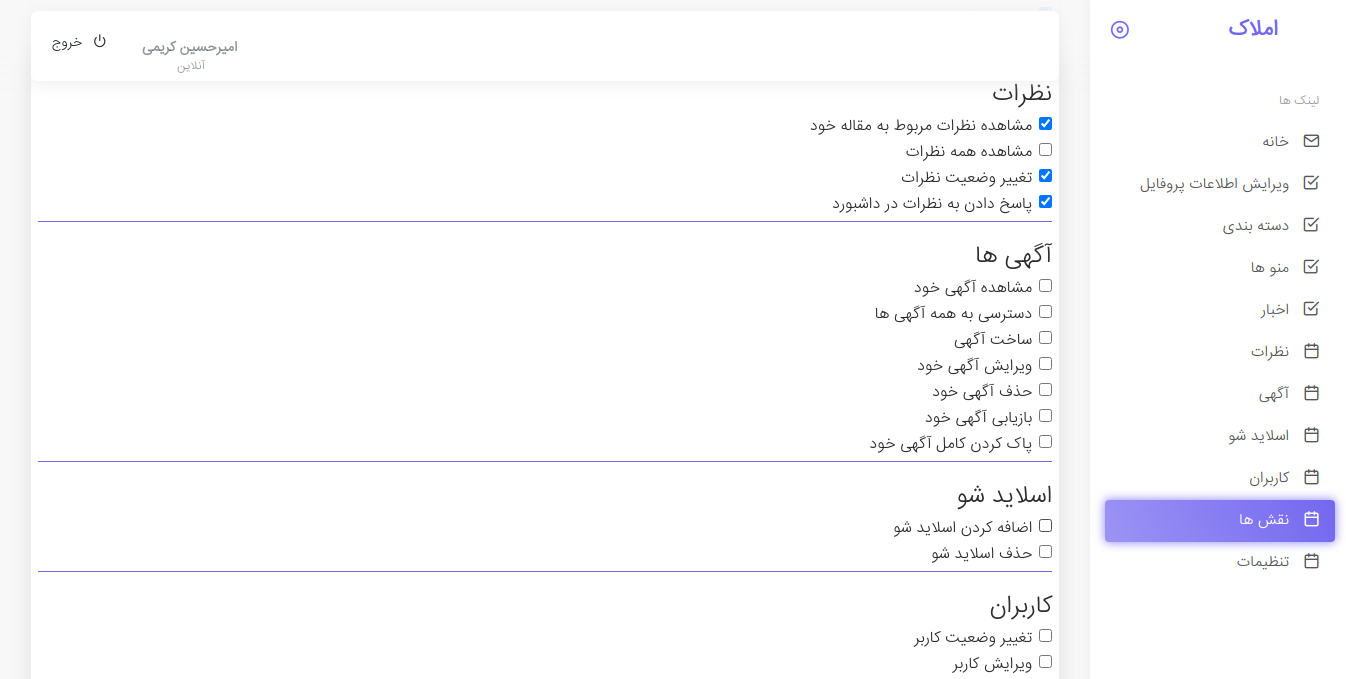 املاک
لینک ها
خانه
ویرایش اطلاعات پروفایل
دسته بندی
منو ها
اخبار
نظرات
آگهی
اسلاید شو
کاربران
نقش ها
تنظیمات
امیرحسین کریمی
آنلاین
خروج
نظرات
مشاهده نظرات مربوط به مقاله خود
مشاهده همه نظرات
تغییر وضعیت نظرات
پاسخ دادن به نظرات در داشبورد
آگهی ها
مشاهده آگهی خود
دسترسی به همه آگهی ها
ساخت آگهی
ویرایش آگهی خود
حذف آگهی خود
بازیابی آگهی خود
پاک کردن کامل آگهی خود
اسلاید شو
اضافه کردن اسلاید شو
حذف اسلاید شو
کاربران
تغییر وضعیت کاربر
ویرایش کاربر